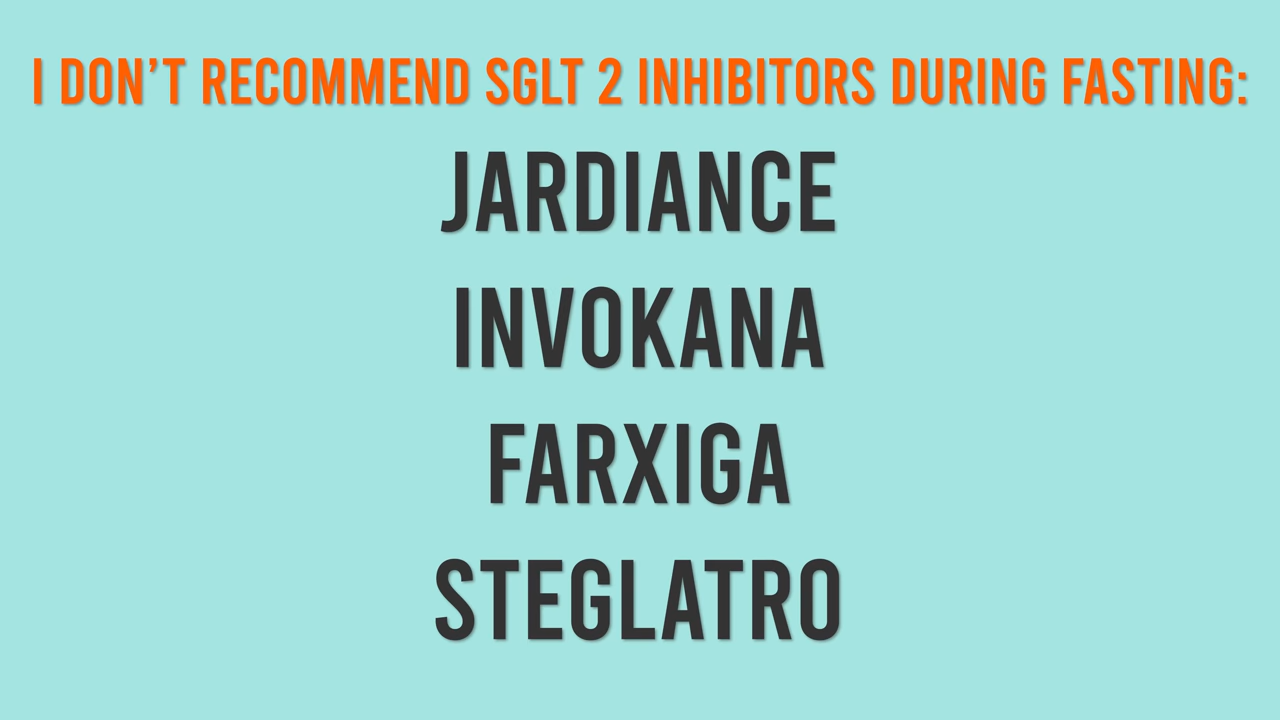 I DON’T RECOMMEND SGLT 2 INHIBITORS DURING FASTING:
JARDIANCE
INVOKANA
FARXIGA
STEGLATRO